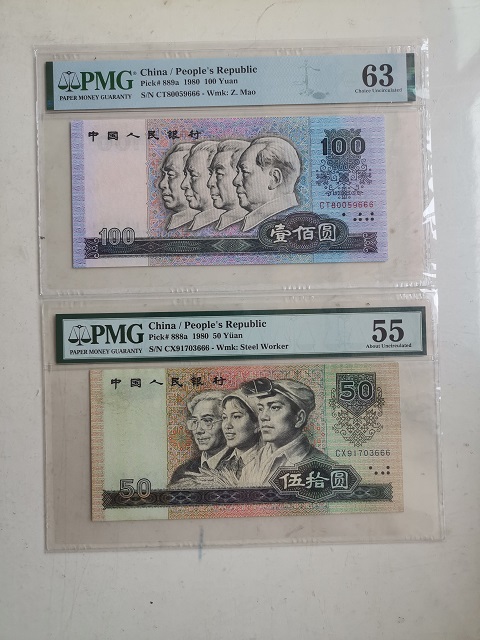 PMG
PAPER MONEY GUARANTY
China / People's Republic
Pick# 889a 1980 100 Yuan
S/N CT80059666 - Wmk: Z. Mao
63
Choice Uncirculated
中国人民银行
100
CT80059666
100
壹佰圆
PMG
PAPER MONEY GUARANTY
China / People's Republic
Pick# 888a 1980 50 Yüan
S/N CX91703666 - Wmk: Steel Worker
55
About Uncirculated
中国人民银行
50
CX91703666
50
伍拾圆